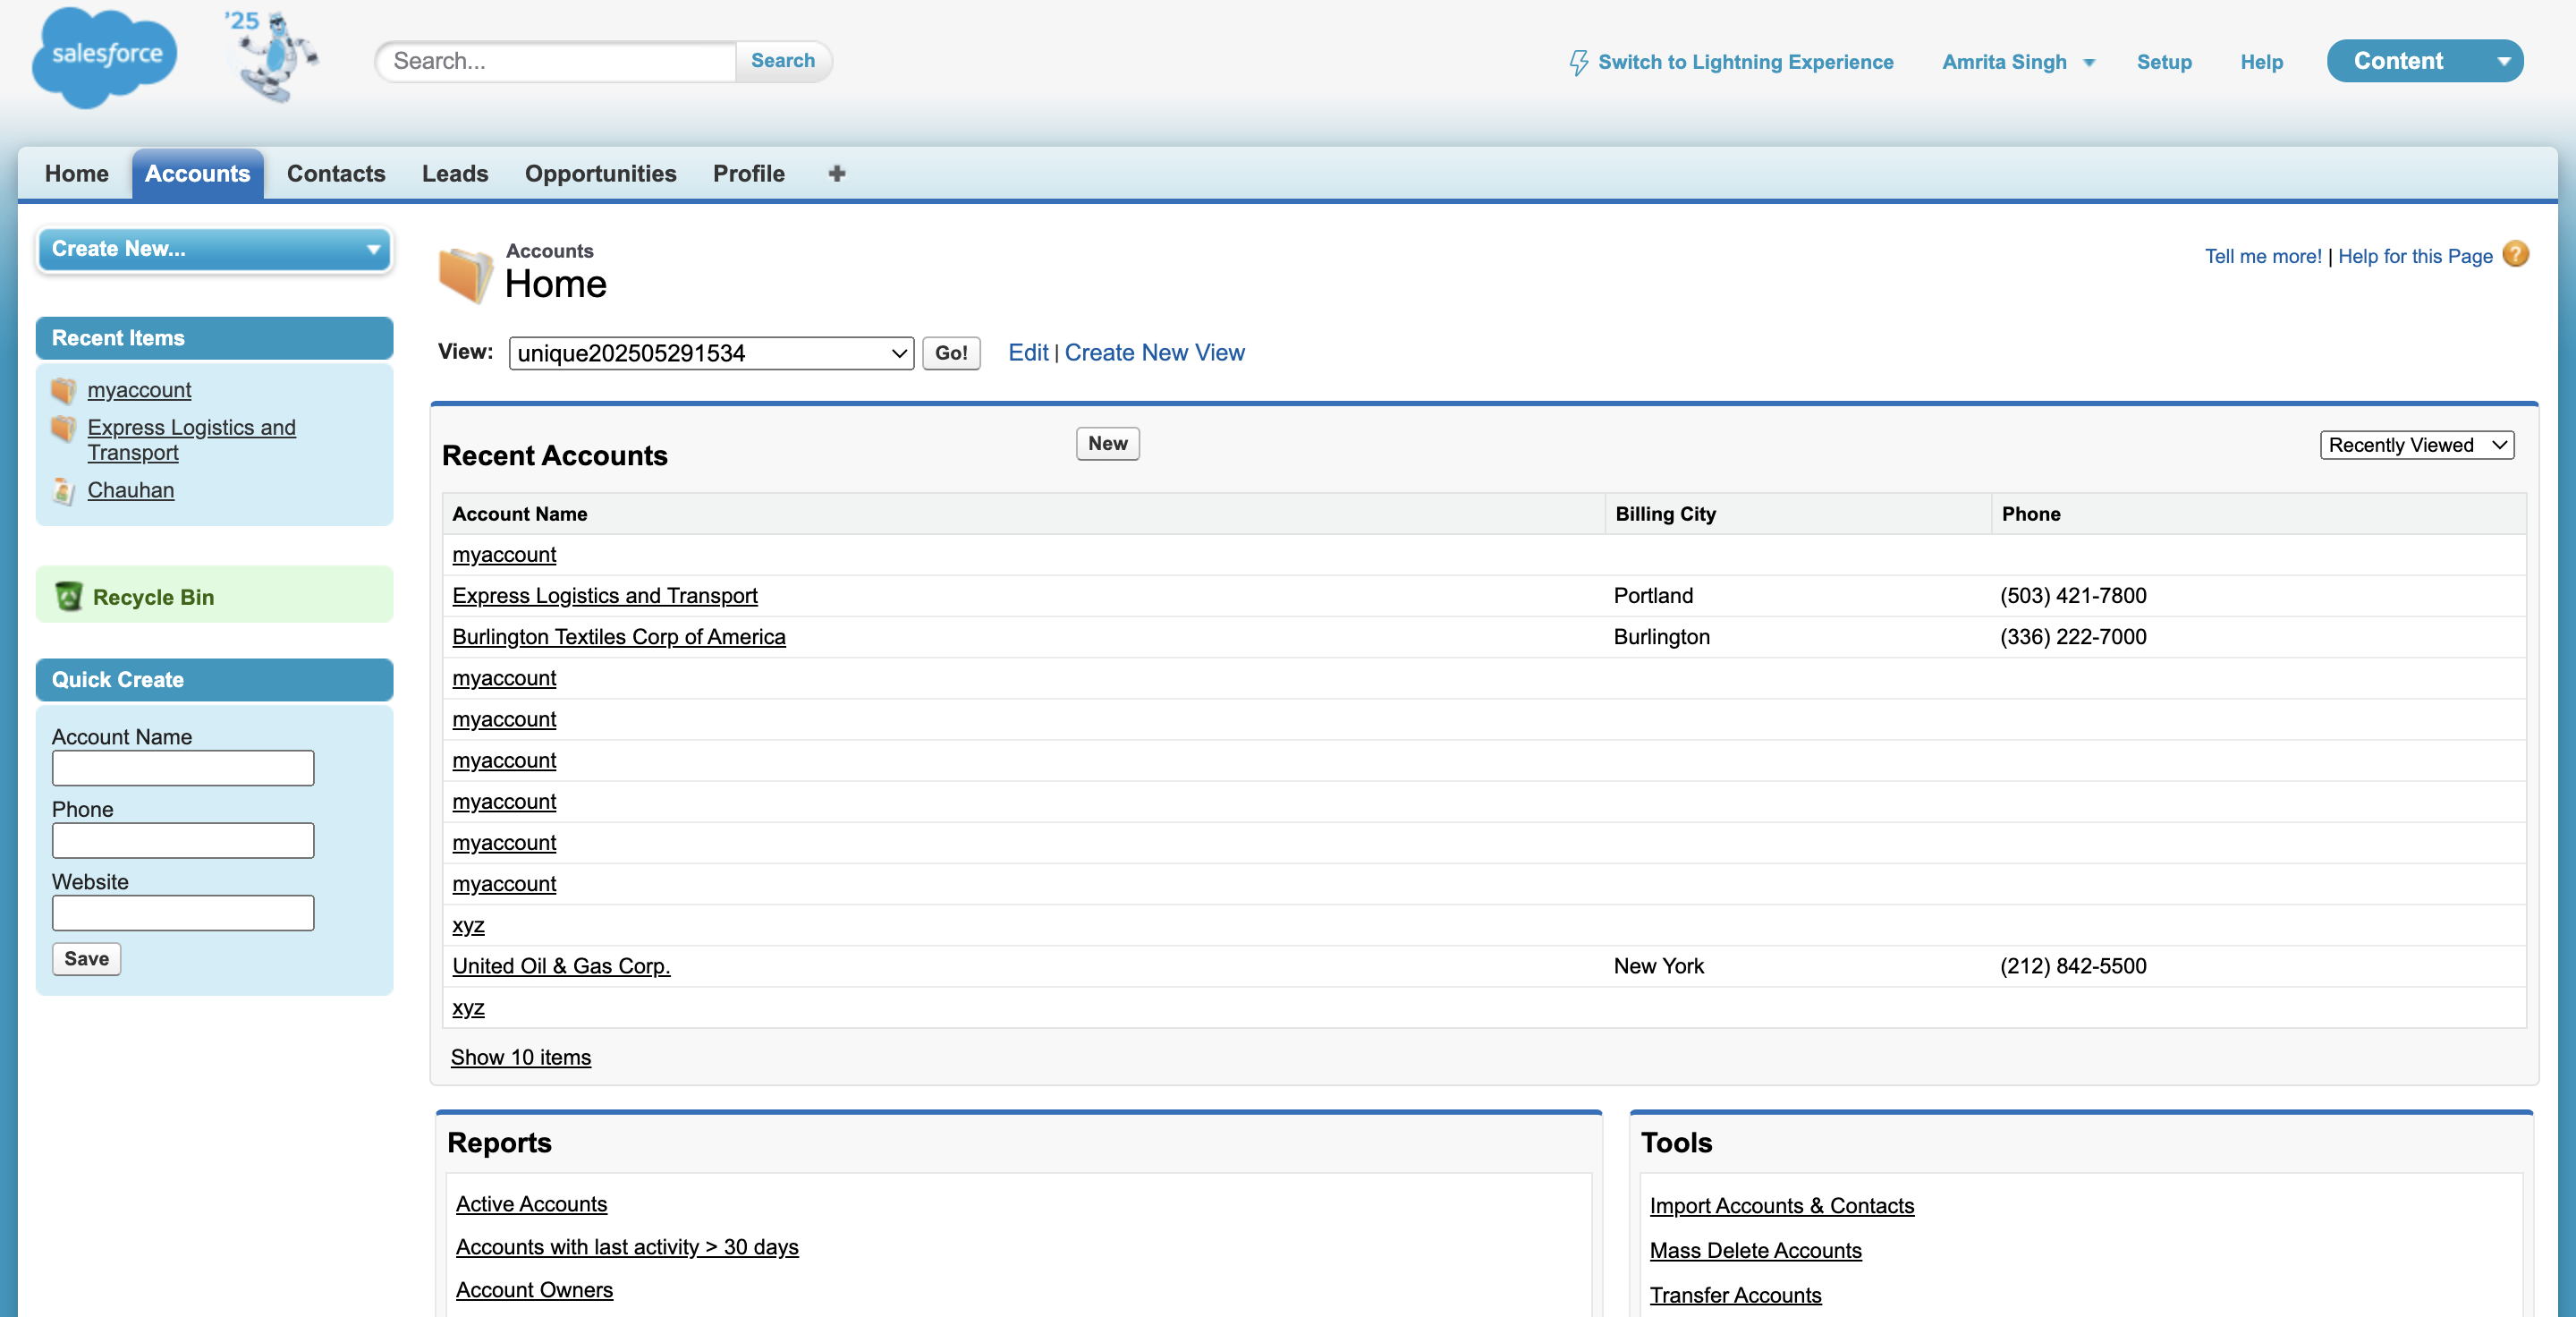 salesforce
'25
Search...
Search
Switch to Lightning Experience
Amrita Singh
Setup
Help
Content
Home
Accounts
Contacts
Leads
Opportunities
Profile
Create New...
Recent Items
myaccount
Express Logistics and
Transport
Chauhan
Recycle Bin
Quick Create
Account Name
Phone
Website
Save
Accounts
Home
Tell me more! | Help for this Page
View: unique202505291534 Go! Edit | Create New View
Recent Accounts
New
Recently Viewed
Account Name Billing City Phone
myaccount
Express Logistics and Transport Portland (503) 421-7800
Burlington Textiles Corp of America Burlington (336) 222-7000
myaccount
myaccount
myaccount
myaccount
myaccount
myaccount
xyz
United Oil & Gas Corp. New York (212) 842-5500
xyz
Show 10 items
Reports
Active Accounts
Accounts with last activity > 30 days
Account Owners
Tools
Import Accounts & Contacts
Mass Delete Accounts
Transfer Accounts